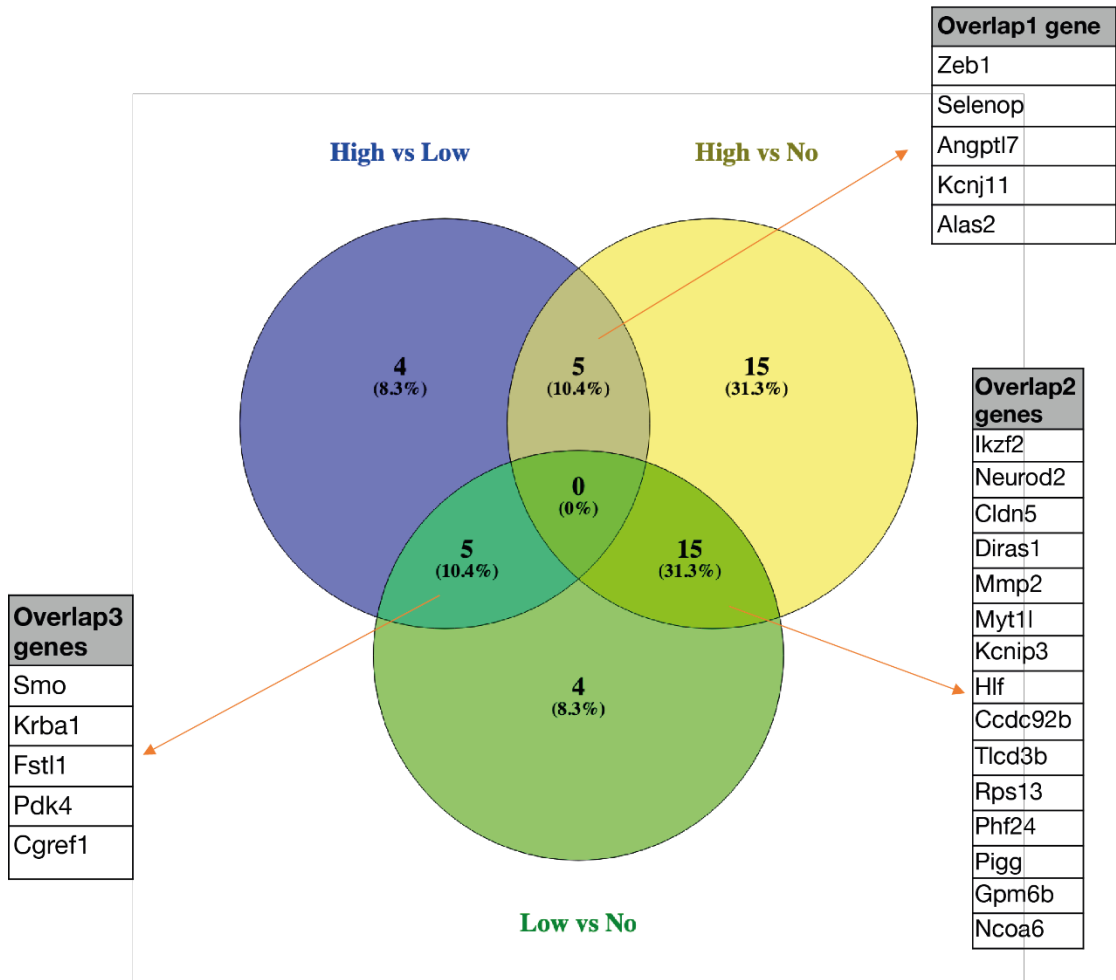 Overlap1 gene
Zeb1
Selenop
Angptl7
Kcnj11
Alas2
High vs Low
High vs No
4
(8.3%)
5
(10.4%)
15
(31.3%)
0
(0%)
5
(10.4%)
15
(31.3%)
4
(8.3%)
Low vs No
Overlap2
genes
Ikzf2
Neurod2
Cldn5
Diras1
Mmp2
Myt1l
Kcnip3
Hlf
Ccdc92b
Tlcd3b
Rps13
Phf24
Pigg
Gpm6b
Ncoa6
Overlap3
genes
Smo
Krba1
Fstl1
Pdk4
Cgref1